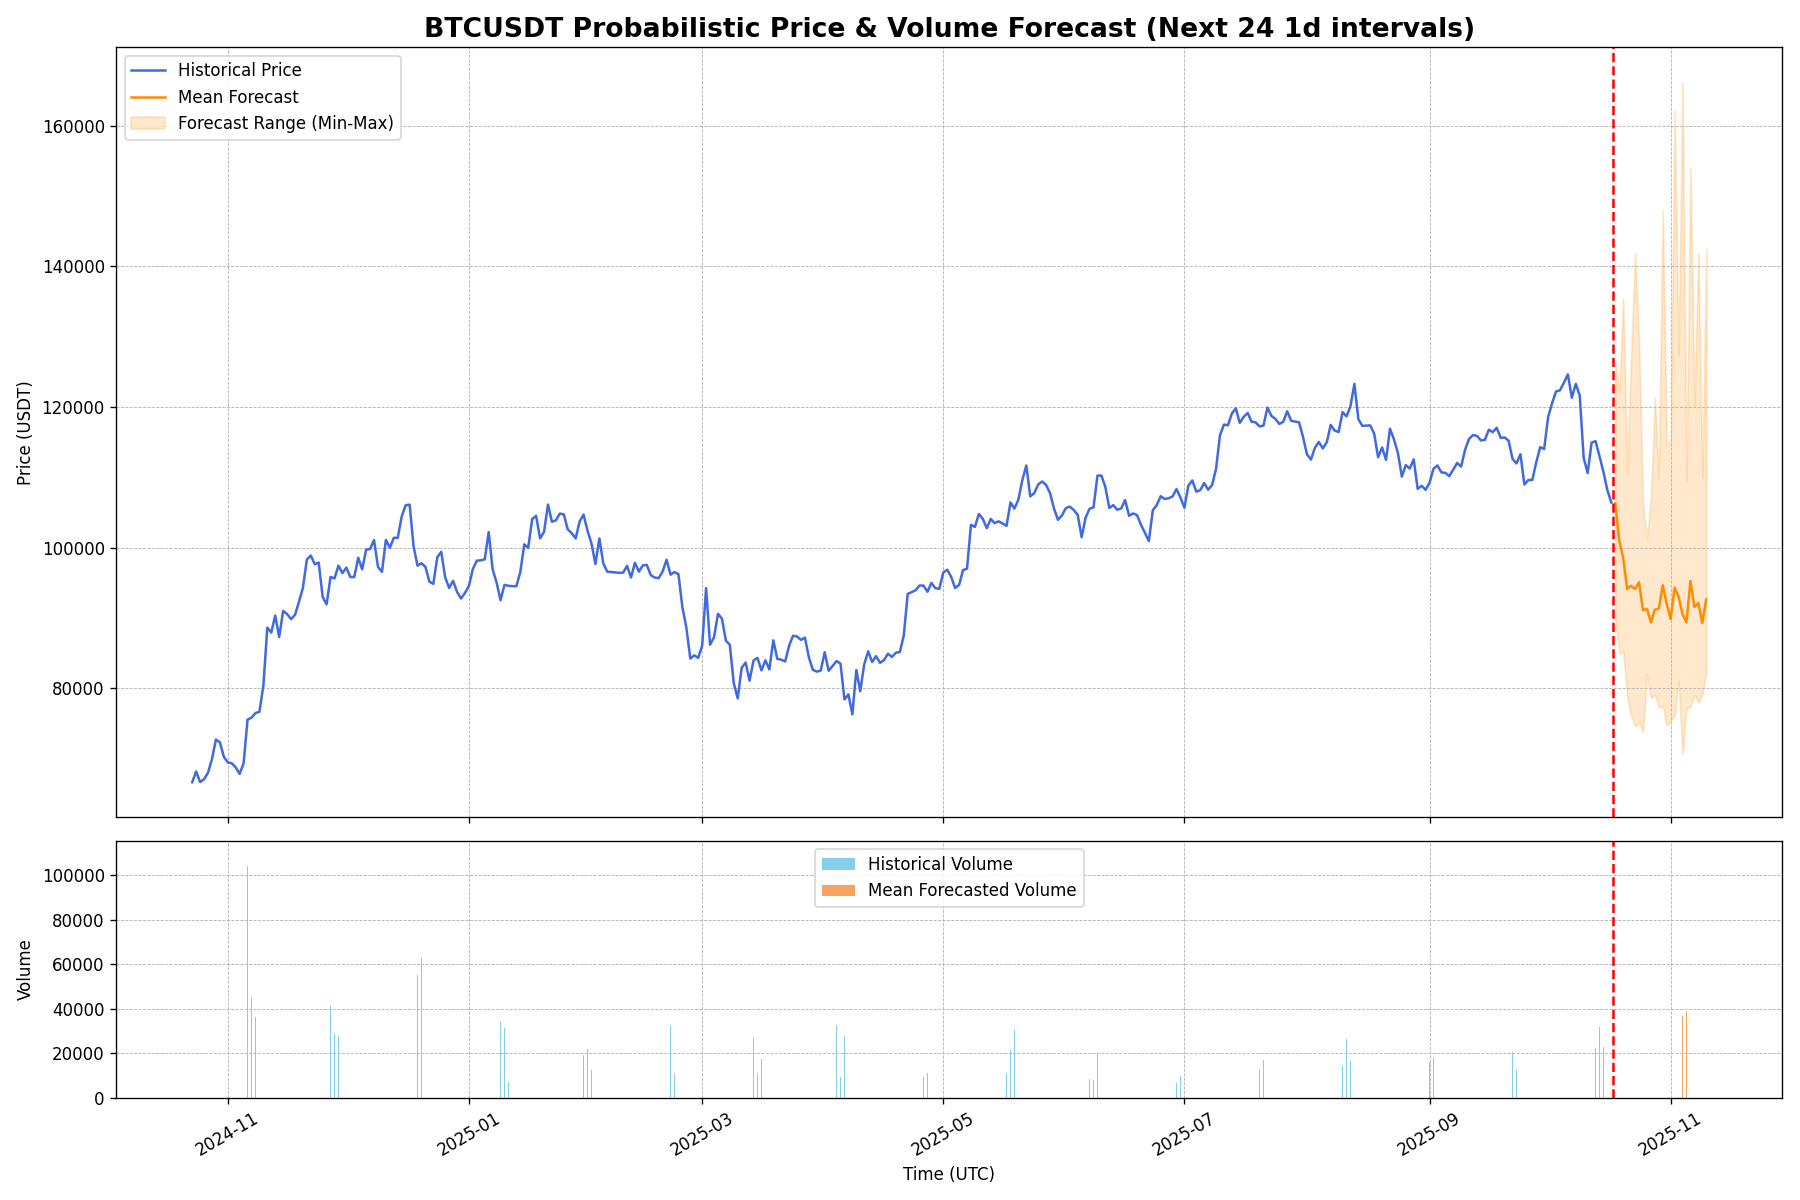 BTCUSDT Probabilistic Price & Volume Forecast (Next 24 1d intervals)
Historical Price
Mean Forecast
Forecast Range (Min-Max)
Price (USDT)
160000
140000
120000
100000
80000
Historical Volume
Mean Forecasted Volume
Volume
100000
80000
60000
40000
20000
0
2024-11
2025-01
2025-03
2025-05
2025-07
2025-09
2025-11
Time (UTC)